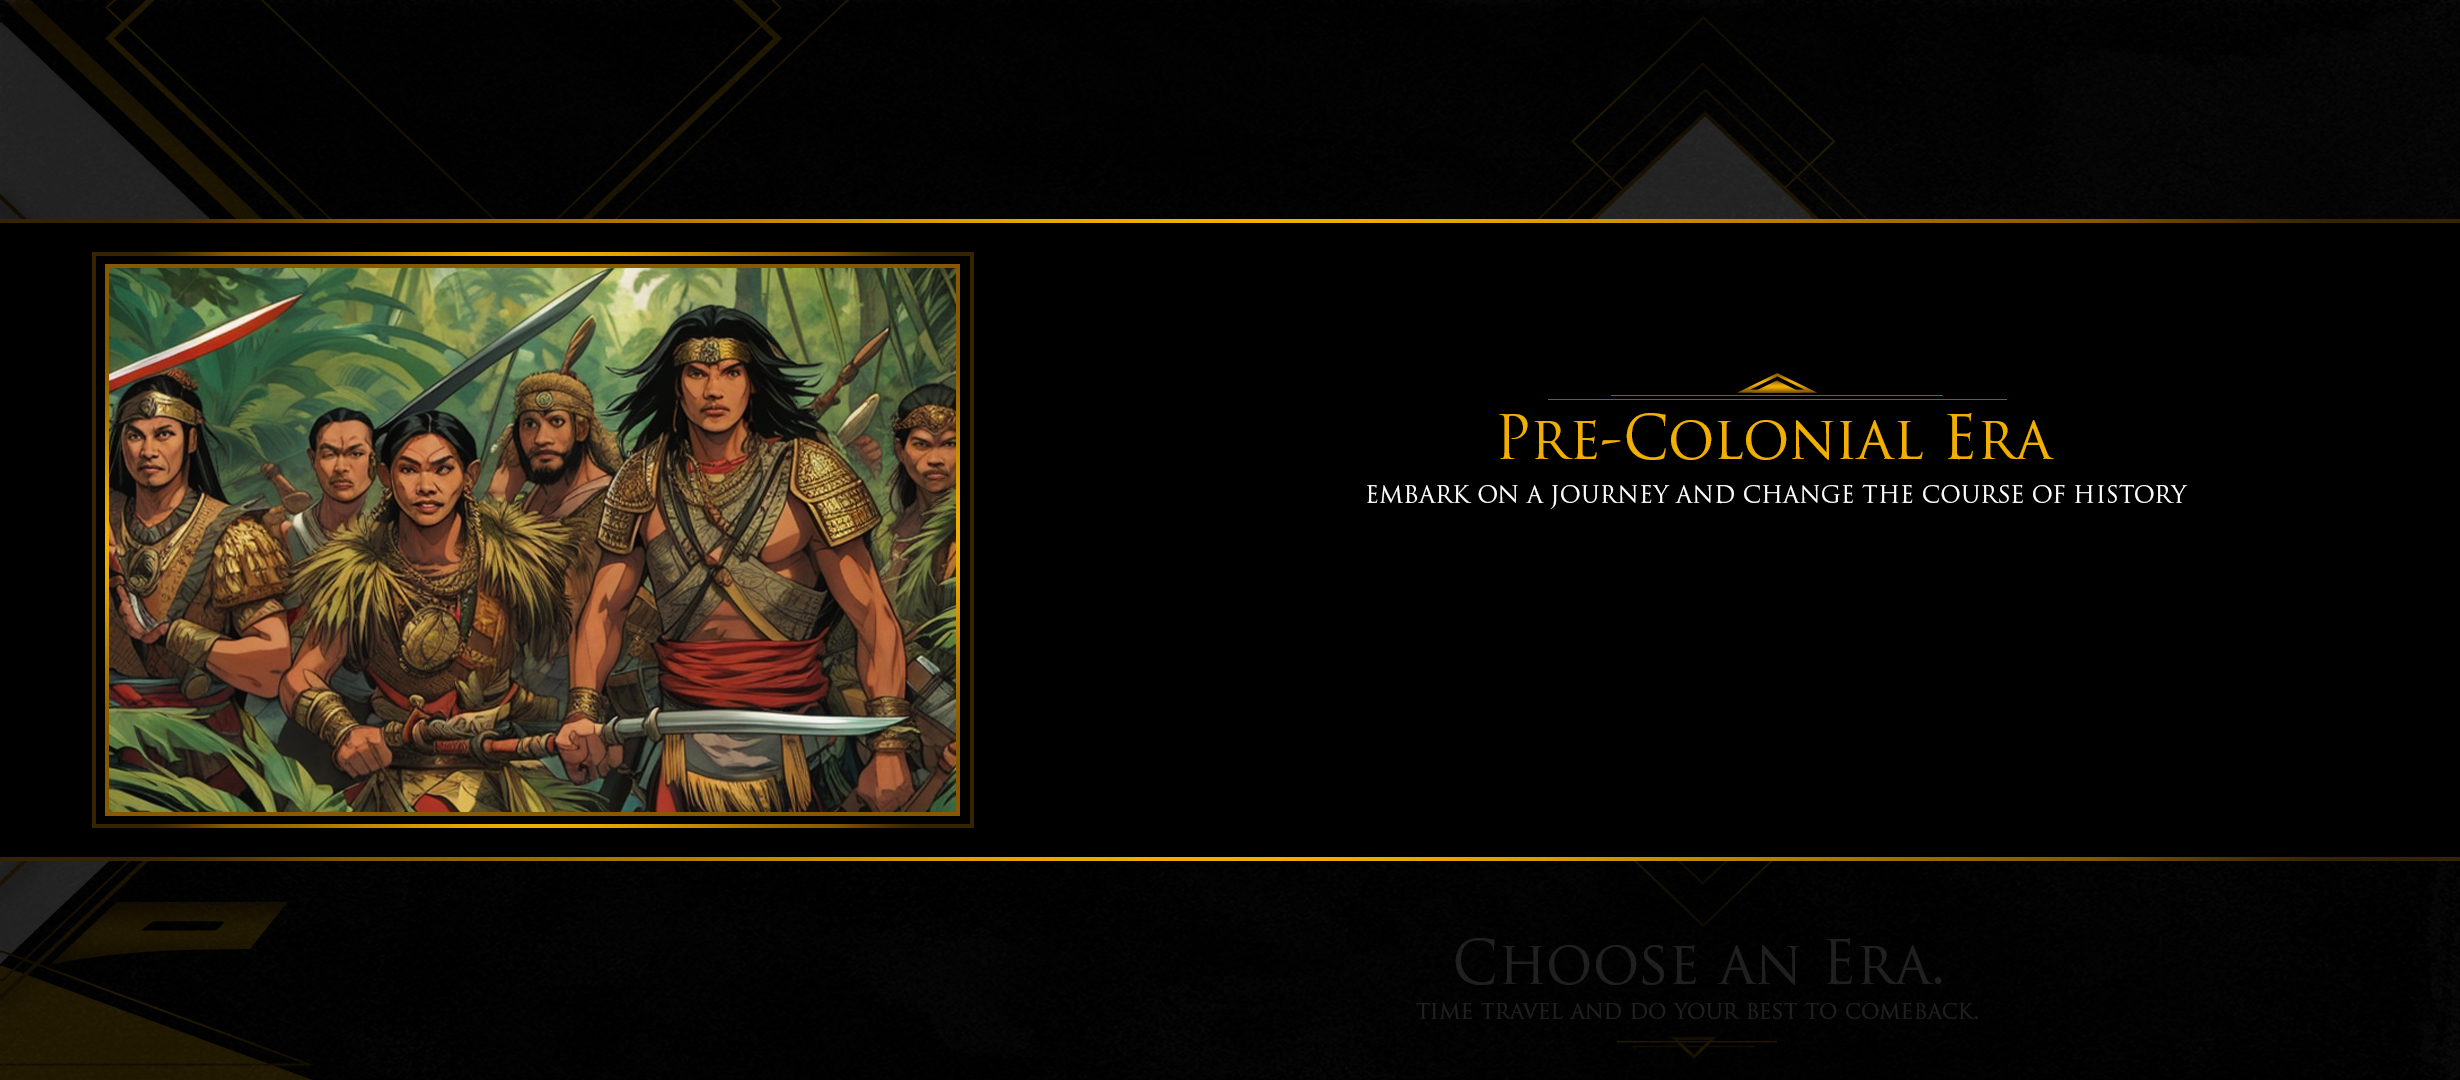 Pre-Colonial Era
EMBARK ON A JOURNEY AND CHANGE THE COURSE OF HISTORY
Choose an Era.
TIME TRAVEL AND DO YOUR BEST TO COMEBACK.